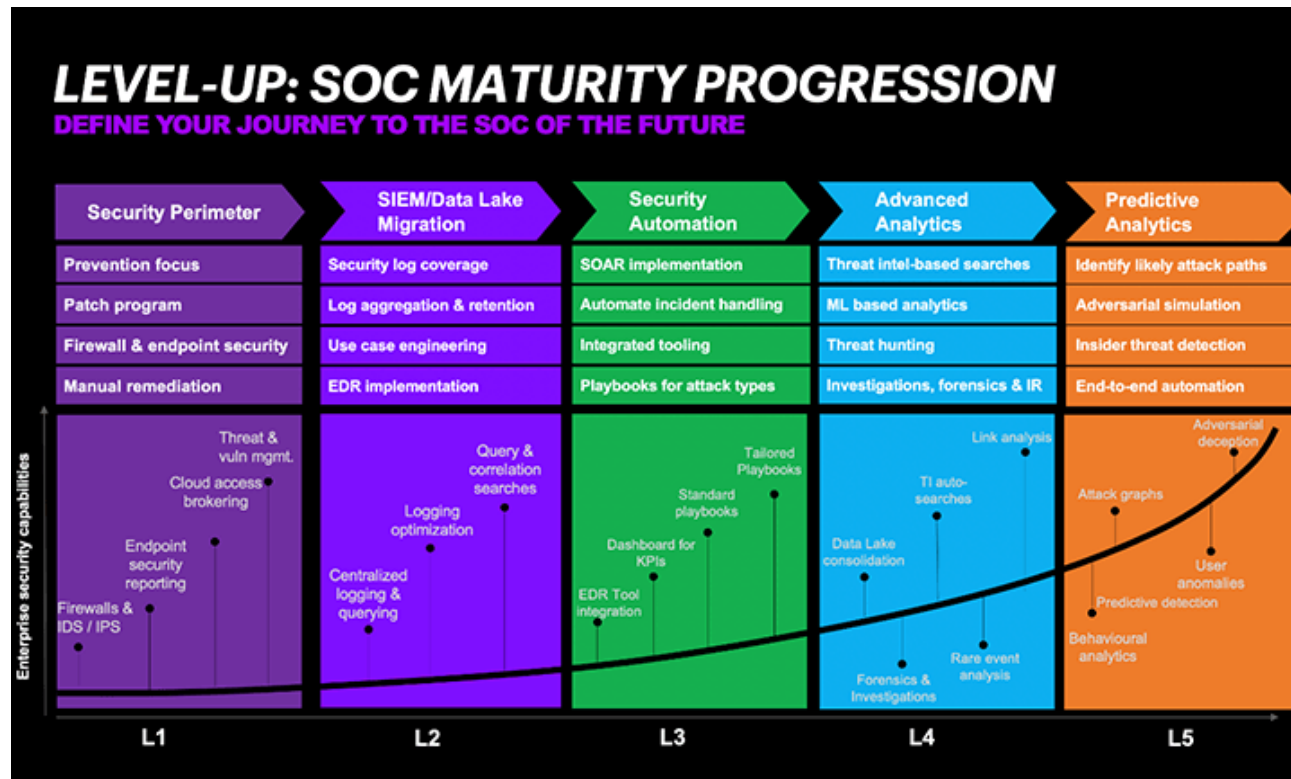 LEVEL-UP: SOC MATURITY PROGRESSION
DEFINE YOUR JOURNEY TO THE SOC OF THE FUTURE
Security Perimeter
SIEM/Data Lake
Migration
Security
Automation
Advanced
Analytics
Predictive
Analytics
Prevention focus
Security log coverage
SOAR implementation
Threat intel-based searches
Identify likely attack paths
Patch program
Log aggregation & retention
Automate incident handling
ML based analytics
Adversarial simulation
Firewall & endpoint security
Use case engineering
Integrated tooling
Threat hunting
Insider threat detection
Manual remediation
EDR implementation
Playbooks for attack types
Investigations, forensics & IR
End-to-end automation
Enterprise security capabilities
Firewalls &
IDS / IPS
Endpoint
security
reporting
Cloud access
brokering
Threat &
vuln mgmt.
Centralized
logging &
querying
Logging
optimization
Query &
correlation
searches
EDR Tool
integration
Dashboard for
KPIs
Standard
playbooks
Tailored
Playbooks
Data Lake
consolidation
Forensics &
Investigations
TI auto-
searches
Rare event
analysis
Link analysis
Behavioural
analytics
Predictive detection
Attack graphs
User
anomalies
Adversarial
deception
L1
L2
L3
L4
L5